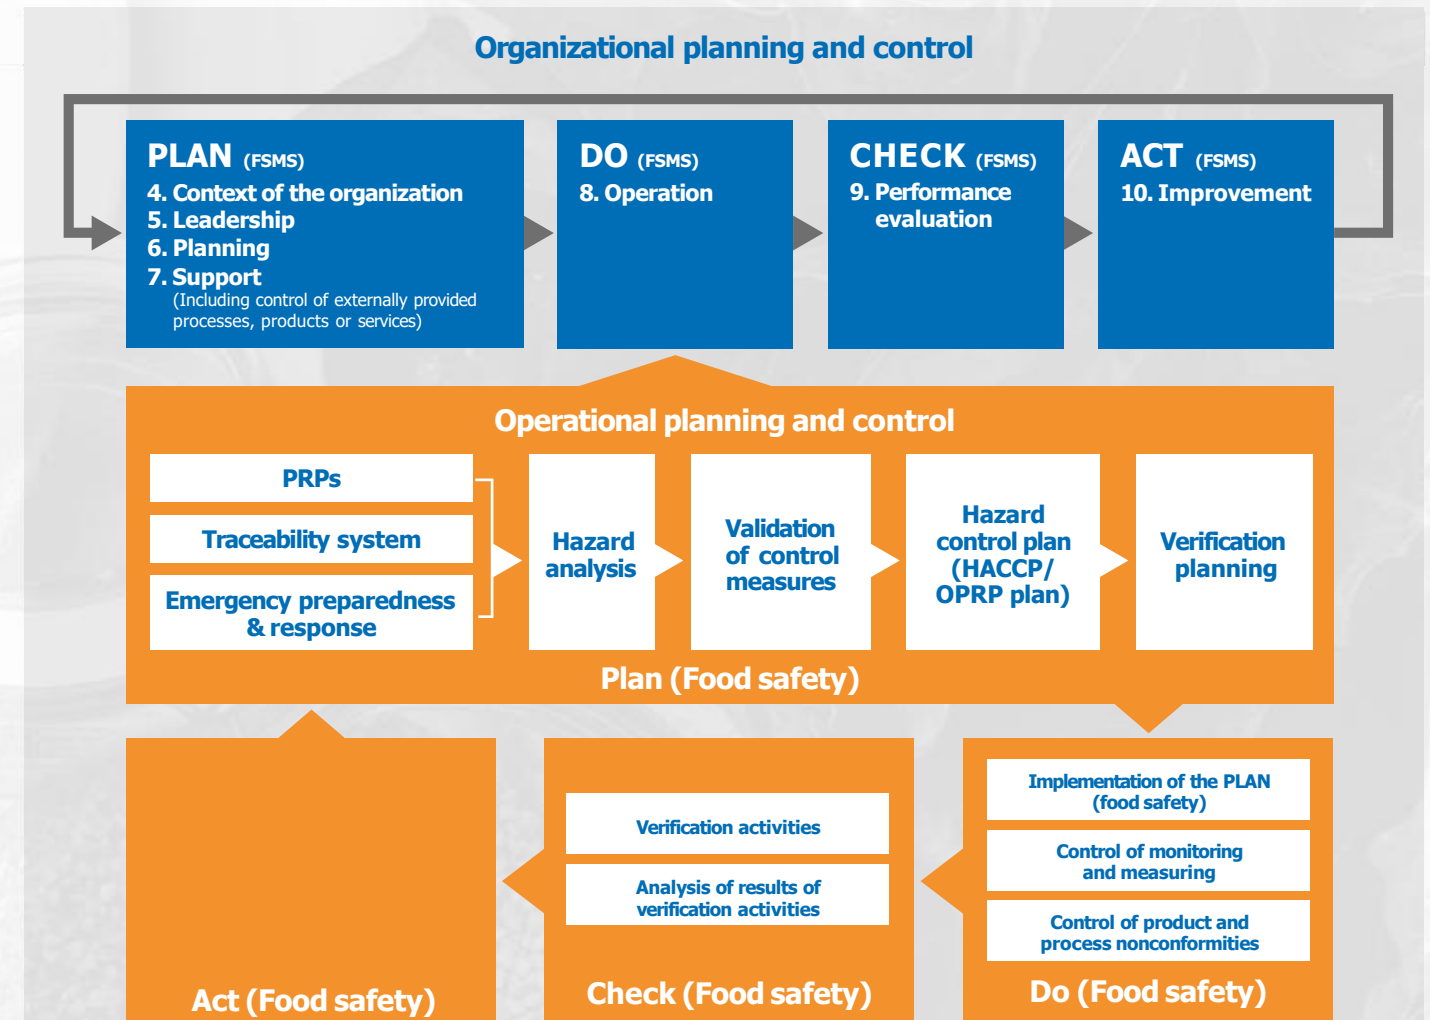 Organizational planning and control
PLAN (FSMS)
4. Context of the organization
5. Leadership
6. Planning
7. Support
(Including control of externally provided
processes, products or services)
DO (FSMS)
8. Operation
CHECK (FSMS)
9. Performance
evaluation
ACT (FSMS)
10. Improvement
Operational planning and control
PRPs
Traceability system
Emergency preparedness
& response
Hazard
analysis
Validation
of control
measures
Hazard
control plan
(HACCP/
OPRP plan)
Verification
planning
Plan (Food safety)
Act (Food safety)
Verification activities
Analysis of results of
verification activities
Check (Food safety)
Implementation of the PLAN
(food safety)
Control of monitoring
and measuring
Control of product and
process nonconformities
Do (Food safety)